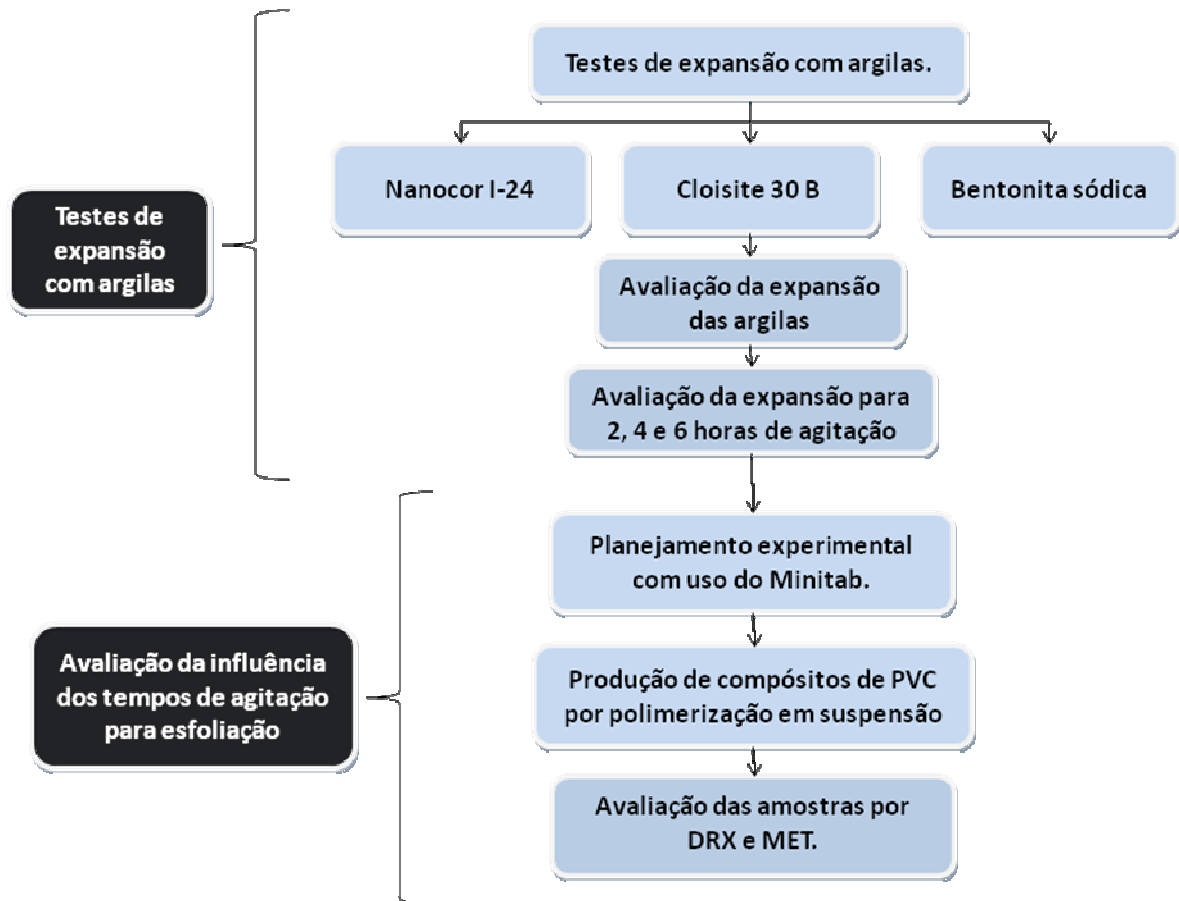 Testes de expansão com argilas.
Nanocor I-24
Cloisite 30 B
Bentonita sódica
Testes de
expansão
com argilas
Avaliação da expansão
das argilas
Avaliação da expansão para
2, 4 e 6 horas de agitação
Planejamento experimental
com uso do Minitab.
Avaliação da influência
dos tempos de agitação
para esfoliação
Produção de compósitos de PVC
por polimerização em suspensão
Avaliação das amostras por
DRX e MET.